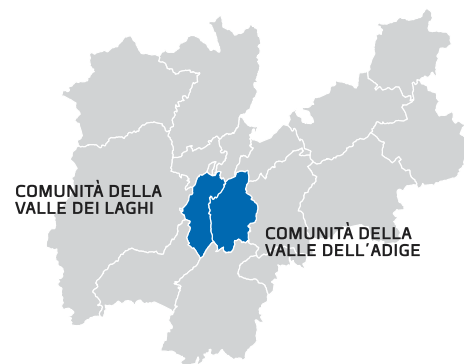 COMUNITÀ DELLA
VALLE DEI LAGHI
COMUNITÀ DELLA
VALLE DELL'ADIGE